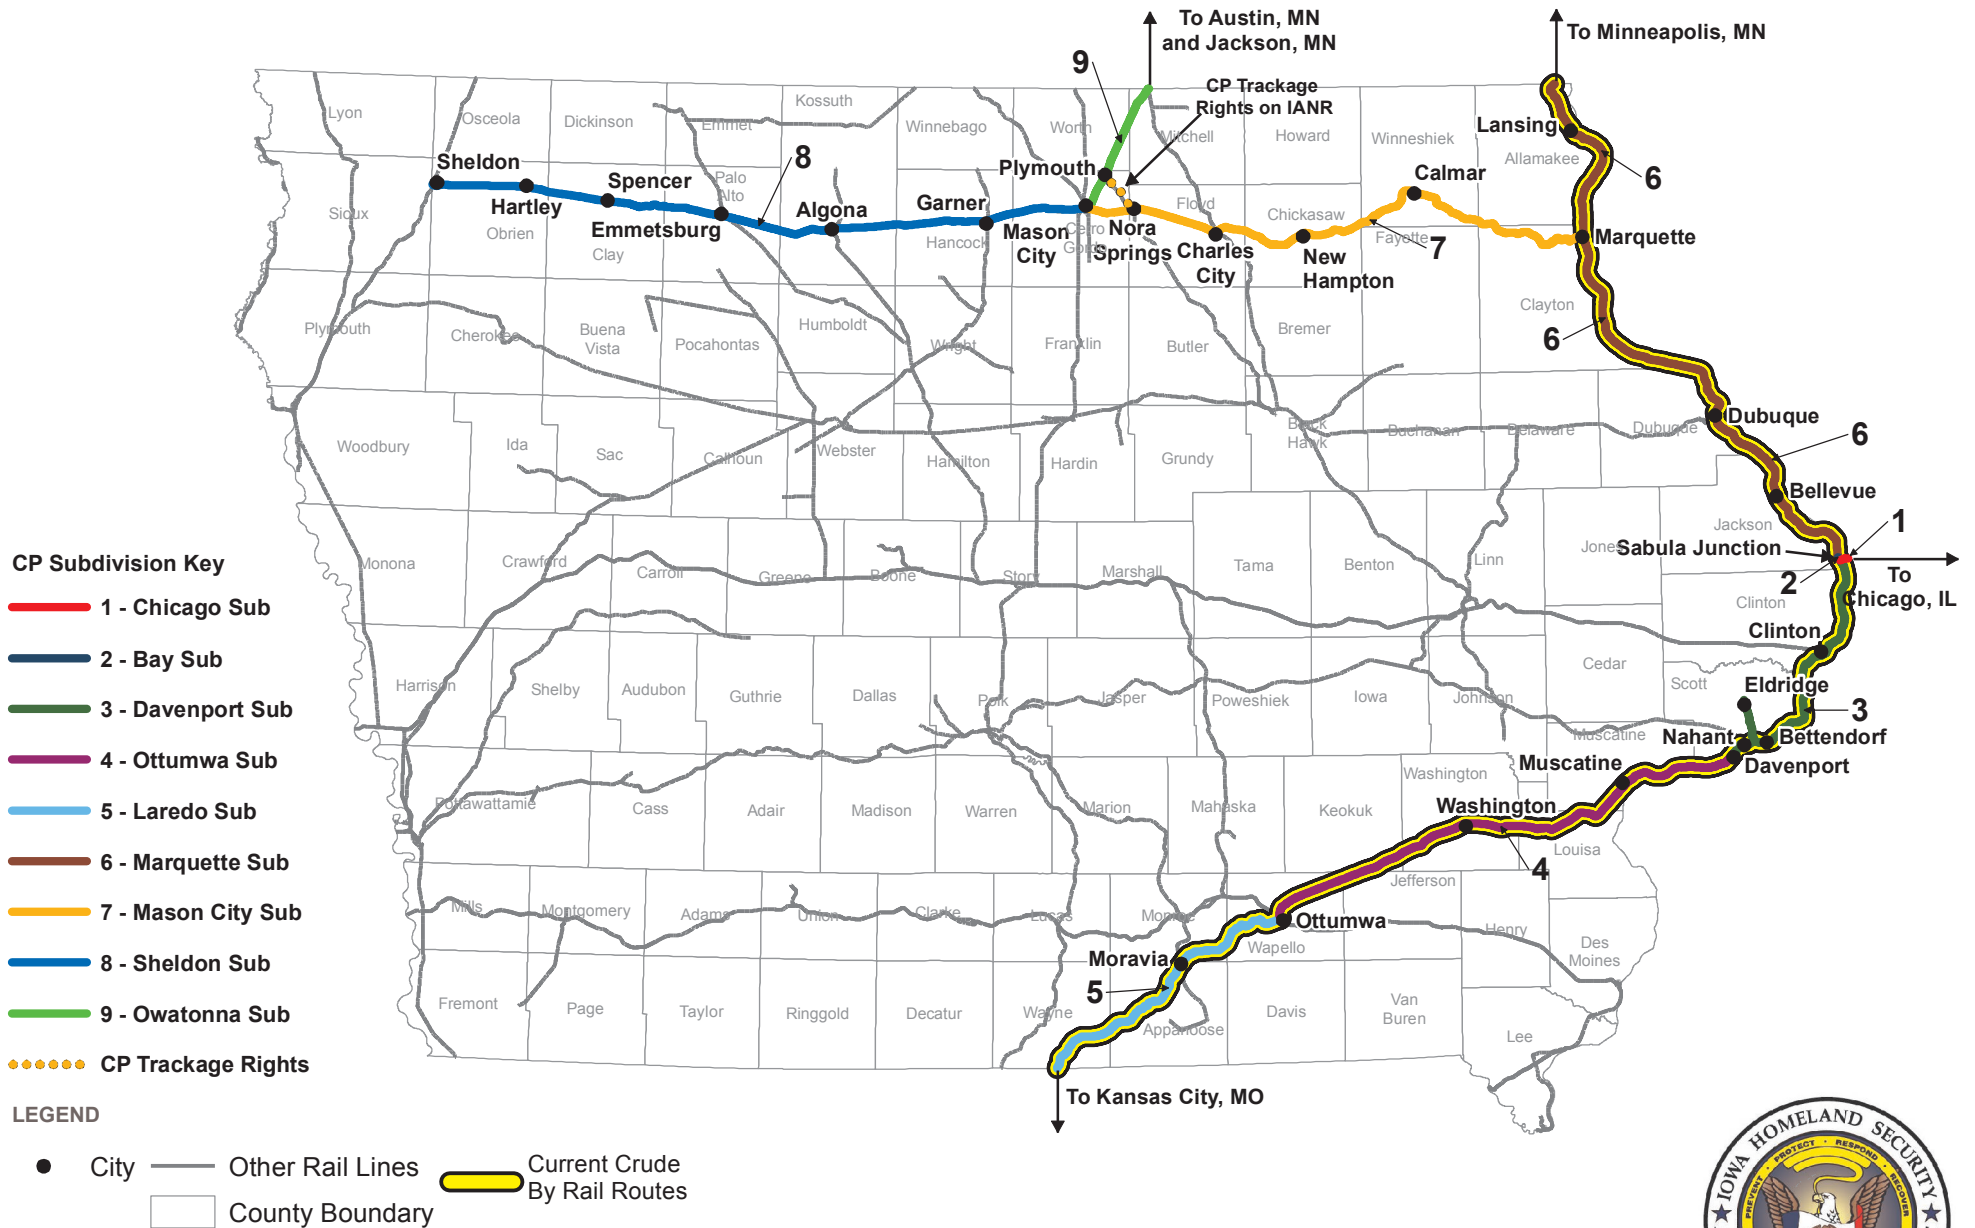 To Austin, MN
and Jackson, MN
To Minneapolis, MN
9
CP Trackage
Rights on IANR
Kossuth
Lyon
Osceola
Dickinson
Emmet
Winnebago
Worth
Mitchell
Howard
Winneshiek
Lansing
Allamakee
6
Sheldon
8
Plymouth
Calmar
Spencer
Palo
Alto
Hartley
Emmetsburg
Algona
Garner
Sioux
Obrien
Clay
Hancock
Mason
City
Cerro
Gordo
Nora
Springs
Floyd
Charles
City
Chickasaw
New
Hampton
Fayette
7
Marquette
Clayton
6
Plymouth
Cherokee
Buena
Vista
Pocahontas
Humboldt
Wright
Franklin
Butler
Bremer
Dubuque
6
Woodbury
Ida
Sac
Calhoun
Webster
Hamilton
Hardin
Grundy
Black
Hawk
Buchanan
Delaware
Dubuque
Bellevue
Jackson
1
Sabula Junction
Jones
2
To
Chicago, IL
Monona
Crawford
Carroll
Greene
Boone
Story
Marshall
Tama
Benton
Linn
Clinton
Clinton
Cedar
Scott
Eldridge
3
Harrison
Shelby
Audubon
Guthrie
Dallas
Polk
Jasper
Poweshiek
Iowa
Johnson
Muscatine
Nahant
Bettendorf
Davenport
Muscatine
Washington
Washington
Pottawattamie
Cass
Adair
Madison
Warren
Marion
Mahaska
Keokuk
Louisa
4
Jefferson
Mills
Montgomery
Adams
Union
Clarke
Lucas
Monroe
Ottumwa
Wapello
Henry
Des
Moines
Moravia
5
Fremont
Page
Taylor
Ringgold
Decatur
Wayne
Appanoose
Davis
Van
Buren
Lee
To Kansas City, MO
CP Subdivision Key
1 - Chicago Sub
2 - Bay Sub
3 - Davenport Sub
4 - Ottumwa Sub
5 - Laredo Sub
6 - Marquette Sub
7 - Mason City Sub
8 - Sheldon Sub
9 - Owatonna Sub
CP Trackage Rights
LEGEND
City
Other Rail Lines
Current Crude
By Rail Routes
County Boundary
IOWA HOMELAND SECURITY
PREVENT · PROTECT · RESPOND · RECOVER